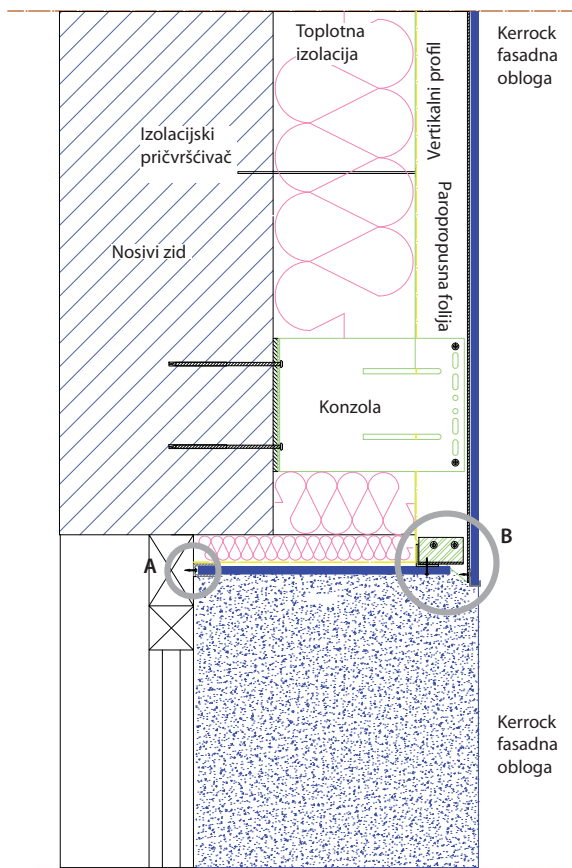 Toplotna
izolacija
Kerrock
fasadna
obloga
Vertikalni profil
Izolacijski
pričvršćivač
Paropropusna folija
Nosivi zid
Konzola
B
A
Kerrock
fasadna
obloga